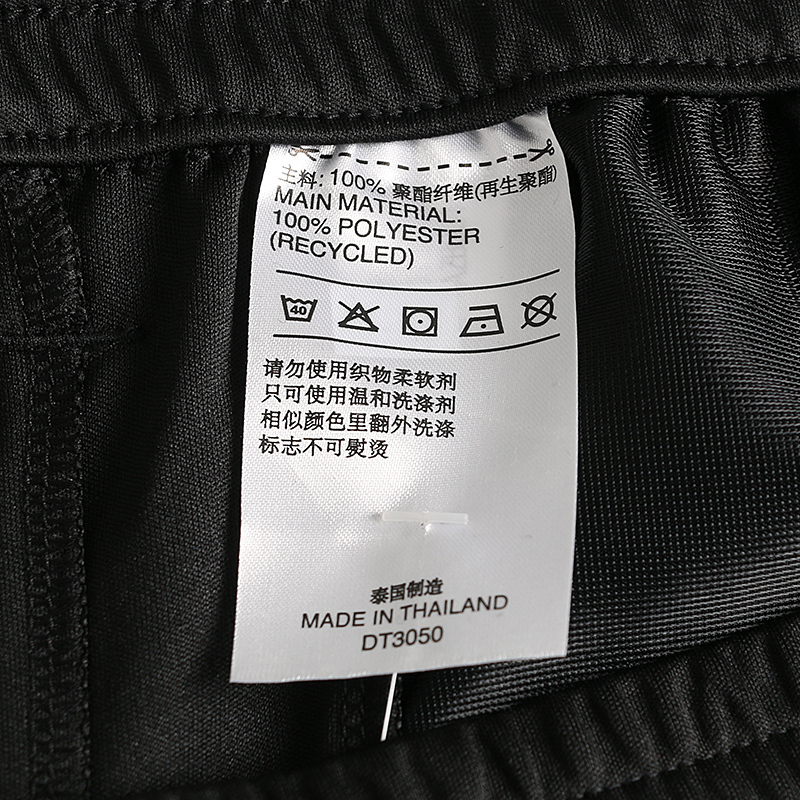 主料: 100% 聚酯纤维(再生聚酯)
MAIN MATERIAL:
100% POLYESTER
(RECYCLED)
40
请勿使用织物柔软剂
只可使用温和洗涤剂
相似颜色里翻外洗涤
标志不可熨烫
泰国制造
MADE IN THAILAND
DT3050